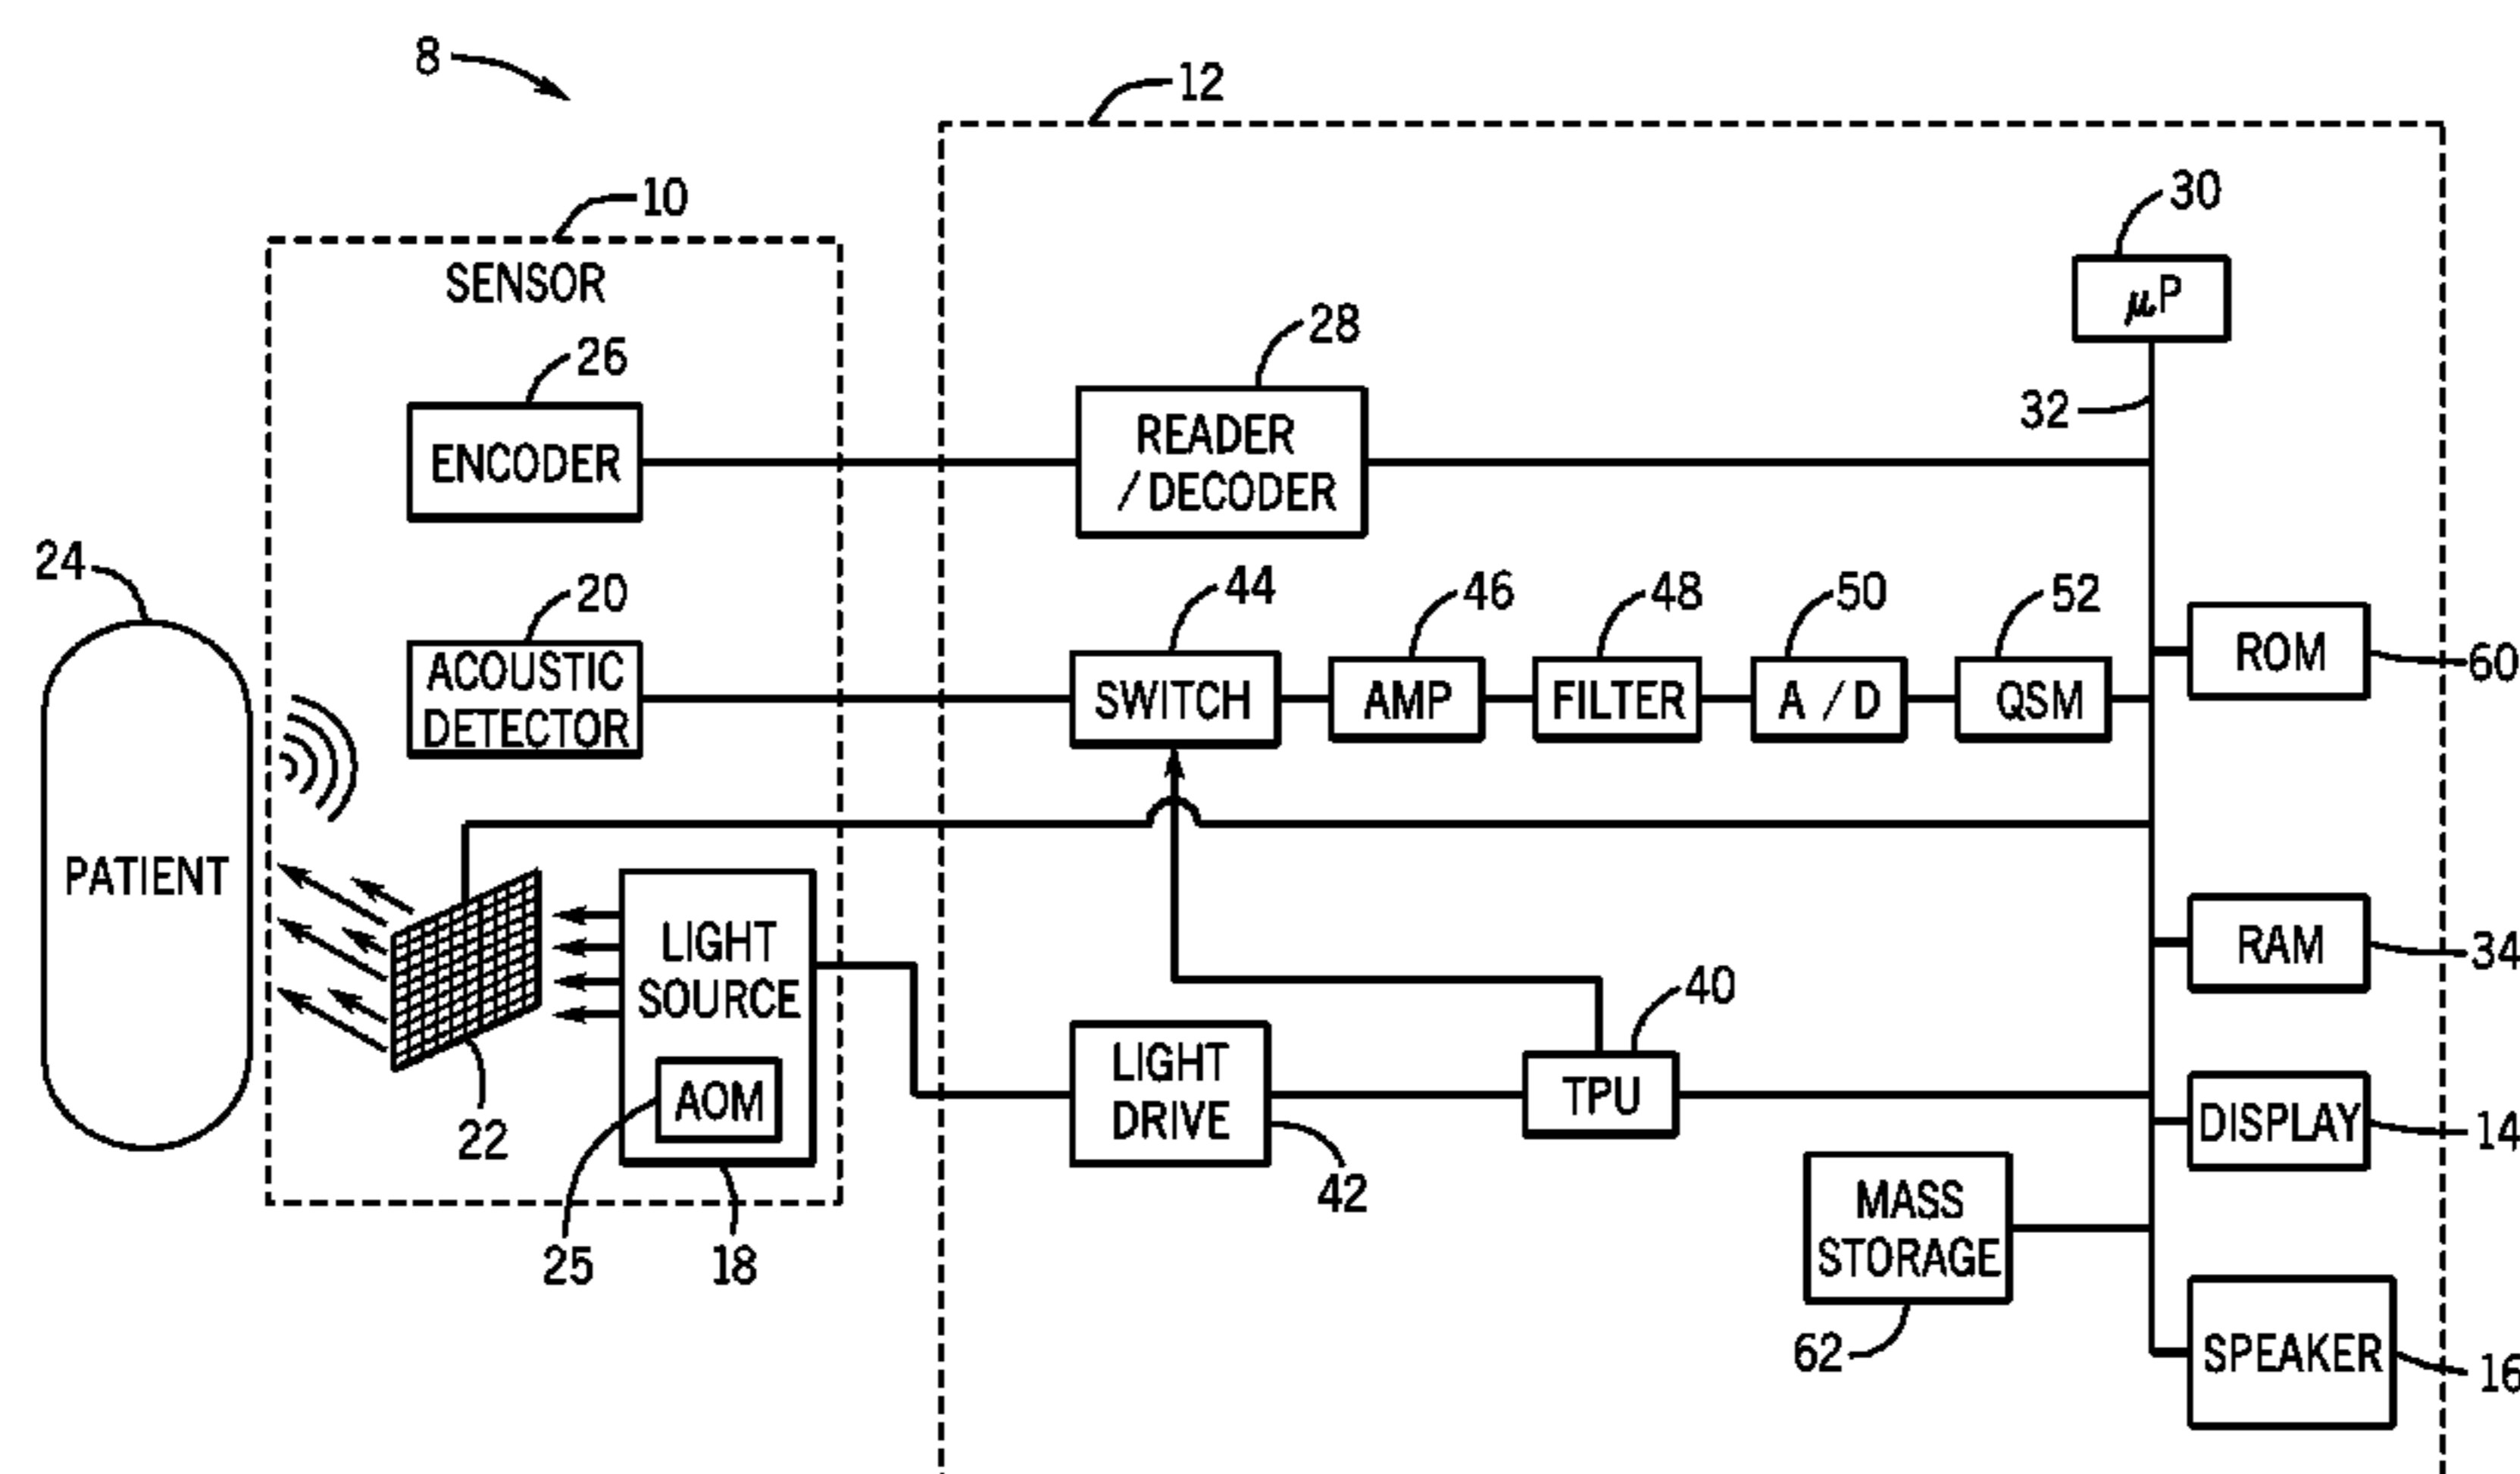 8
12
10
SENSOR
30
µP
28
26
32
READER
/DECODER
ENCODER
24
20
44
46
48
50
52
ROM
60
ACOUSTIC
DETECTOR
SWITCH
AMP
FILTER
A / D
QSM
PATIENT
LIGHT
SOURCE
RAM
34
40
AOM
LIGHT
DRIVE
TPU
DISPLAY
14
22
42
MASS
STORAGE
25
18
62
SPEAKER
16